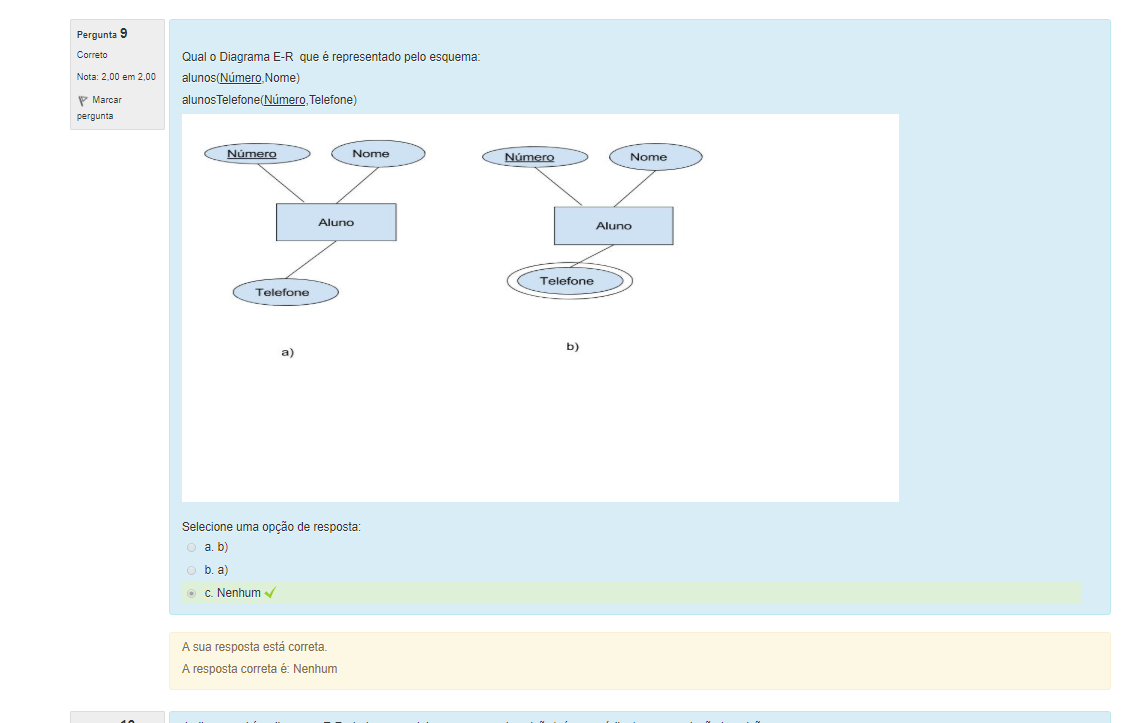 Pergunta 9
Correto
Nota: 2,00 em 2,00
Marcar
pergunta
Qual o Diagrama E-R que é representado pelo esquema:
alunos(Número,Nome)
alunosTelefone(Número,Telefone)
Número Nome
Aluno
Telefone
a)
Número Nome
Aluno
Telefone
b)
Selecione uma opção de resposta:
a. b)
b. a)
c. Nenhum
A sua resposta está correta.
A resposta correta é: Nenhum